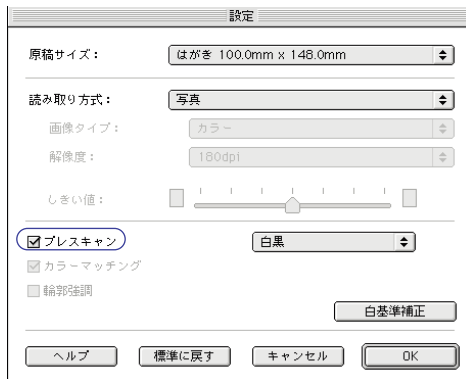 設定
原稿サイズ： はがき 100.0mm x 148.0mm
読み取り方式： 写真
画像タイプ： カラー
解像度： 180dpi
しきい値：
プレスキャン 白黒
カラーマッチング
輪郭強調
白基準補正
ヘルプ 標準に戻す キャンセル OK